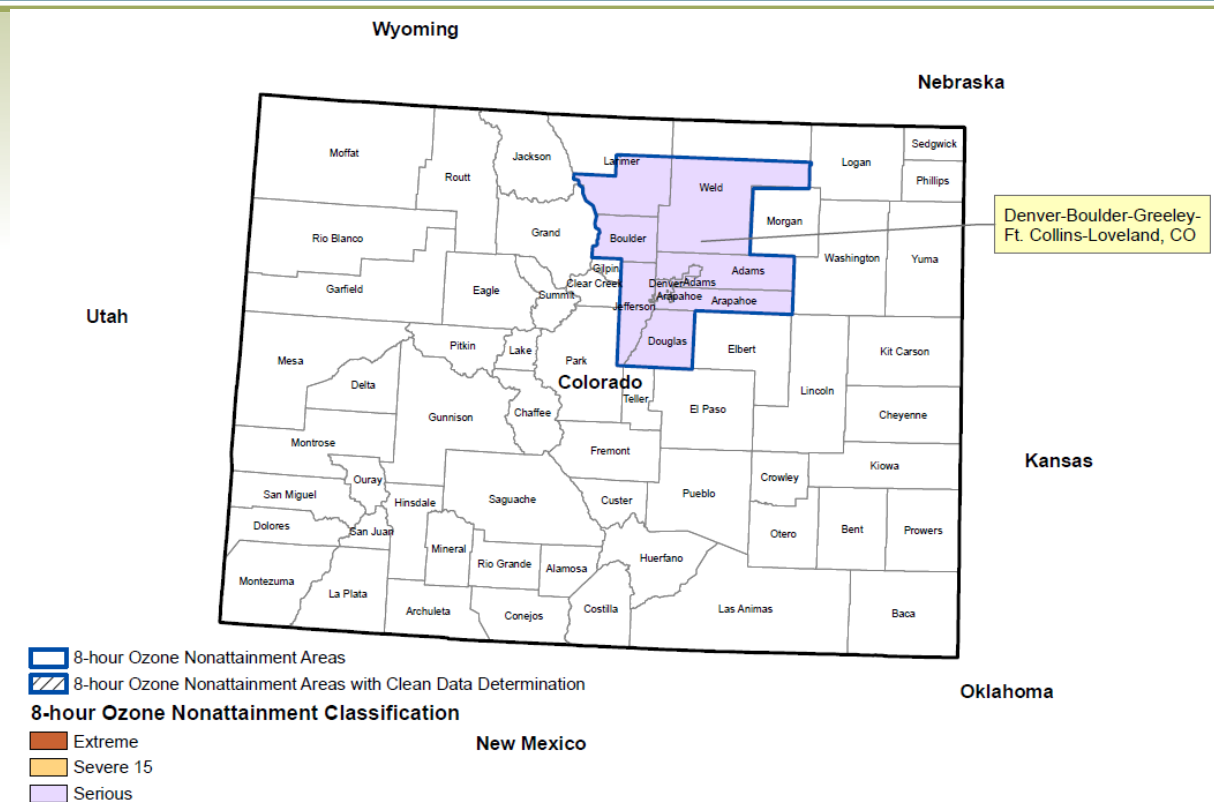 Wyoming
Nebraska
Moffat
Routt
Jackson
Larimer
Weld
Logan
Sedgwick
Phillips
Rio Blanco
Grand
Boulder
Morgan
Denver-Boulder-Greeley-
Ft. Collins-Loveland, CO
Washington
Yuma
Garfield
Eagle
Summit
Gilpin
Clear Creek
Denver
Adams
Adams
Arapahoe
Arapahoe
Jefferson
Utah
Mesa
Pitkin
Lake
Park
Douglas
Elbert
Kit Carson
Delta
Colorado
Teller
El Paso
Lincoln
Cheyenne
Gunnison
Chaffee
Montrose
Fremont
Kiowa
Kansas
Ouray
Crowley
San Miguel
Hinsdale
Saguache
Custer
Pueblo
Dolores
San Juan
Otero
Bent
Prowers
Mineral
Rio Grande
Alamosa
Huerfano
Montezuma
La Plata
Archuleta
Conejos
Costilla
Las Animas
Baca
8-hour Ozone Nonattainment Areas
8-hour Ozone Nonattainment Areas with Clean Data Determination
Oklahoma
8-hour Ozone Nonattainment Classification
Extreme
New Mexico
Severe 15
Serious